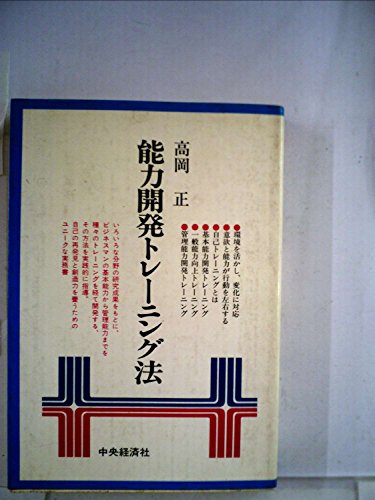 ●環境を活かし、変化に対応
●意欲と能力が行動を左右する
●自己トレーニングとは
●基本能力開発トレーニング
●一般能力向上トレーニング
●管理能力開発トレーニング
高岡 正
能力開発トレーニング法
いろいろな分野の研究成果をもとに、
ビジネスマンの基本能力から管理能力までを
種々のトレーニングを経て開発する、
その方法を実践的に指導。
自己の再発見と創造力を養うための
ユニークな実務書
中央経済社